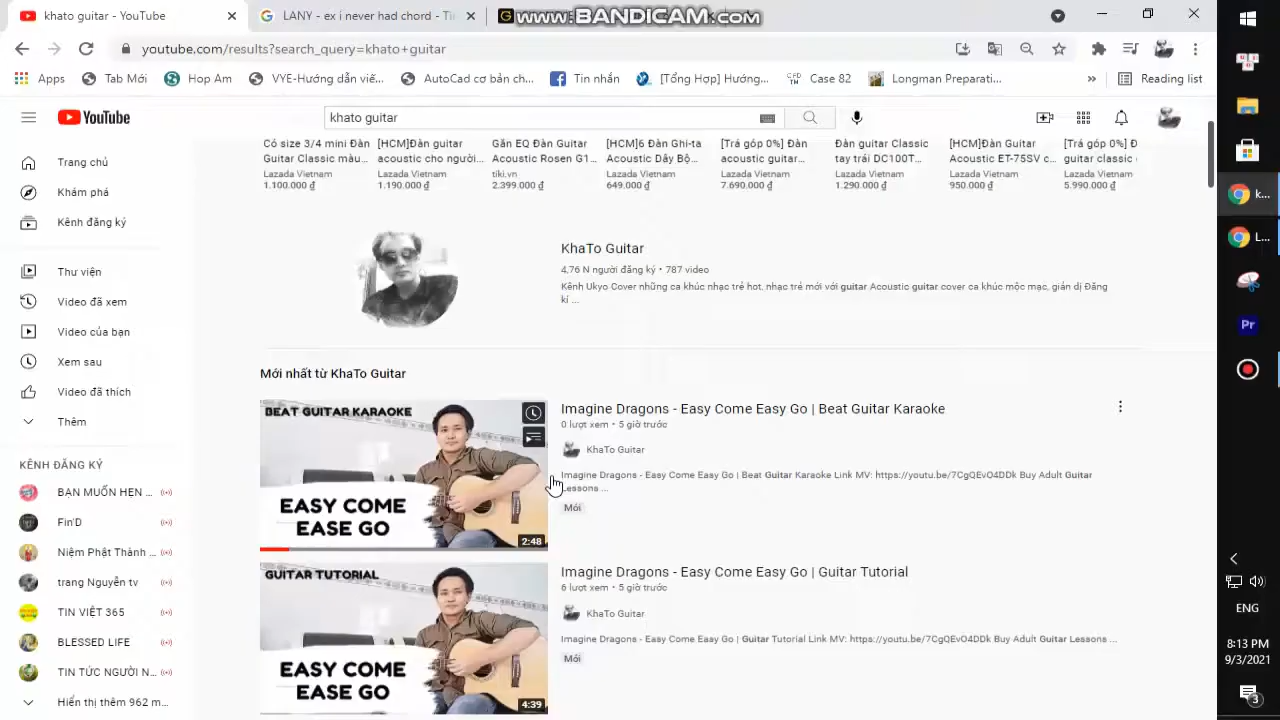 khato guitar - YouTube
LANY - ex i never had chord - Tì
www.BANDICAM.com
youtube.com/results?search_query=khato+guitar
Apps
Tab Mới
Hop Am
VYE-Hướng dẫn viế...
AutoCad cơ bản ch...
Tin nhắn
[Tổng Hợp] Hướng...
Case 82
Longman Preparati...
»
Reading list
YouTube
khato guitar
Có size 3/4 mini Đàn Guitar Classic màu...
Lazada Vietnam
1.100.000 ₫
[HCM]Đàn guitar acoustic cho người...
Lazada Vietnam
1.190.000 ₫
Gắn EQ Đàn Guitar Acoustic Rosen G1...
tiki.vn
2.399.000 ₫
[HCM]6 Đàn Ghi-ta Acoustic Dây Bộ...
Lazada Vietnam
649.000 ₫
[Trả góp 0%] Đàn acoustic guitar...
Lazada Vietnam
7.690.000 ₫
Đàn guitar Classic tay trái DC100T...
Lazada Vietnam
1.290.000 ₫
[HCM]Đàn Guitar Acoustic ET-75SV c...
Lazada Vietnam
950.000 ₫
[Trả góp 0%] Đàn guitar classic
Lazada Vietnam
5.990.000 ₫
Trang chủ
Khám phá
Kênh đăng ký
Thư viện
Video đã xem
Video của bạn
Xem sau
Video đã thích
Thêm
KÊNH ĐĂNG KÝ
BẠN MUỐN HẸN ...
Fin'D
Niệm Phật Thành ...
trang Nguyễn tv
TIN VIỆT 365
BLESSED LIFE
TIN TỨC NGƯỜI N...
Hiển thị thêm 962 m...
KhaTo Guitar
4,76 N người đăng ký • 787 video
Kênh Ukyo Cover những ca khúc nhạc trẻ hot, nhạc trẻ mới với guitar Acoustic guitar cover ca khúc mộc mạc, giản dị Đăng
kí ...
Mới nhất từ KhaTo Guitar
BEAT GUITAR KARAOKE
EASY COME
EASE GO
2:48
Imagine Dragons - Easy Come Easy Go | Beat Guitar Karaoke
0 lượt xem • 5 giờ trước
KhaTo Guitar
Imagine Dragons - Easy Come Easy Go | Beat Guitar Karaoke Link MV: https://youtu.be/7CgQEvO4DDk Buy Adult Guitar
Lessons ...
Mới
GUITAR TUTORIAL
EASY COME
EASE GO
4:39
Imagine Dragons - Easy Come Easy Go | Guitar Tutorial
6 lượt xem • 5 giờ trước
KhaTo Guitar
Imagine Dragons - Easy Come Easy Go | Guitar Tutorial Link MV: https://youtu.be/7CgQEvO4DDk Buy Adult Guitar Lessons ...
Mới
k...
L...
Pr
ENG
8:13 PM
9/3/2021
3